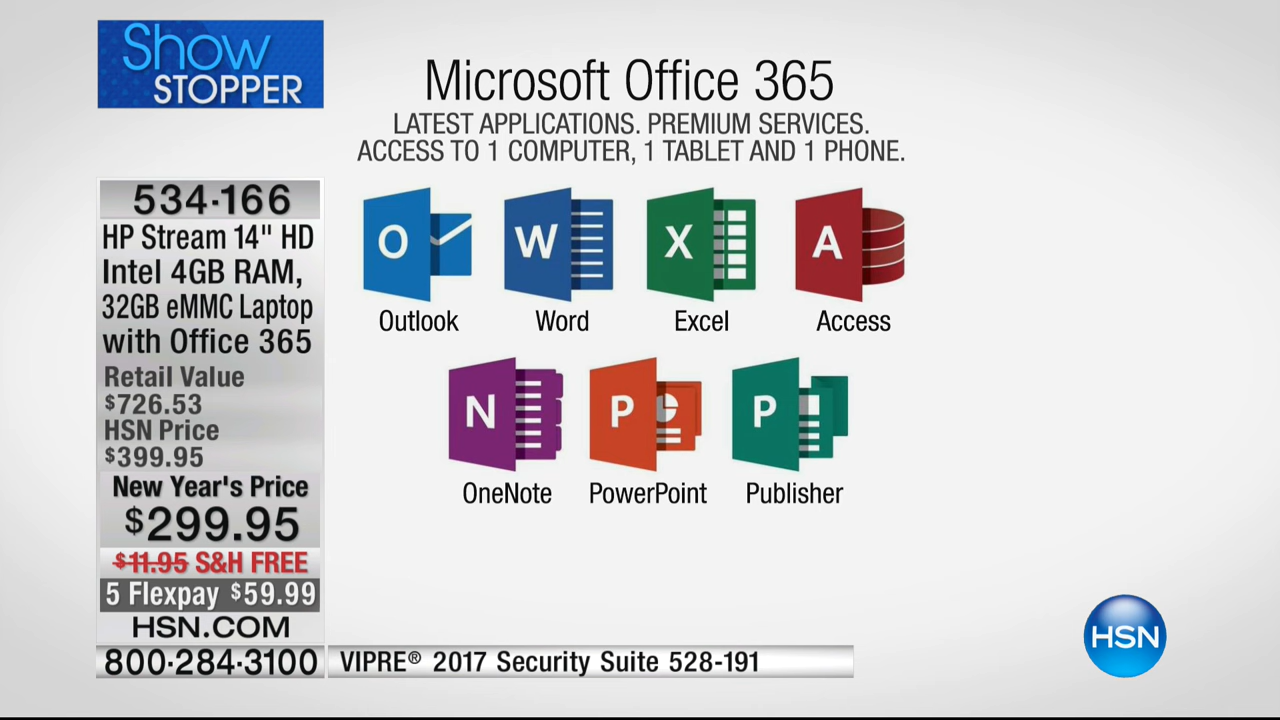 Show
STOPPER
Microsoft Office 365
LATEST APPLICATIONS. PREMIUM SERVICES.
ACCESS TO 1 COMPUTER, 1 TABLET AND 1 PHONE.
534·166
HP Stream 14" HD
Intel 4GB RAM,
32GB eMMC Laptop
with Office 365
Retail Value
$726.53
HSN Price
$399.95
New Year's Price
$299.95
$11.95 S&H FREE
5 Flexpay $59.99
HSN.COM
800·284·3100
O W X A
Outlook Word Excel Access
N P P
OneNote PowerPoint Publisher
VIPRE® 2017 Security Suite 528-191
HSN